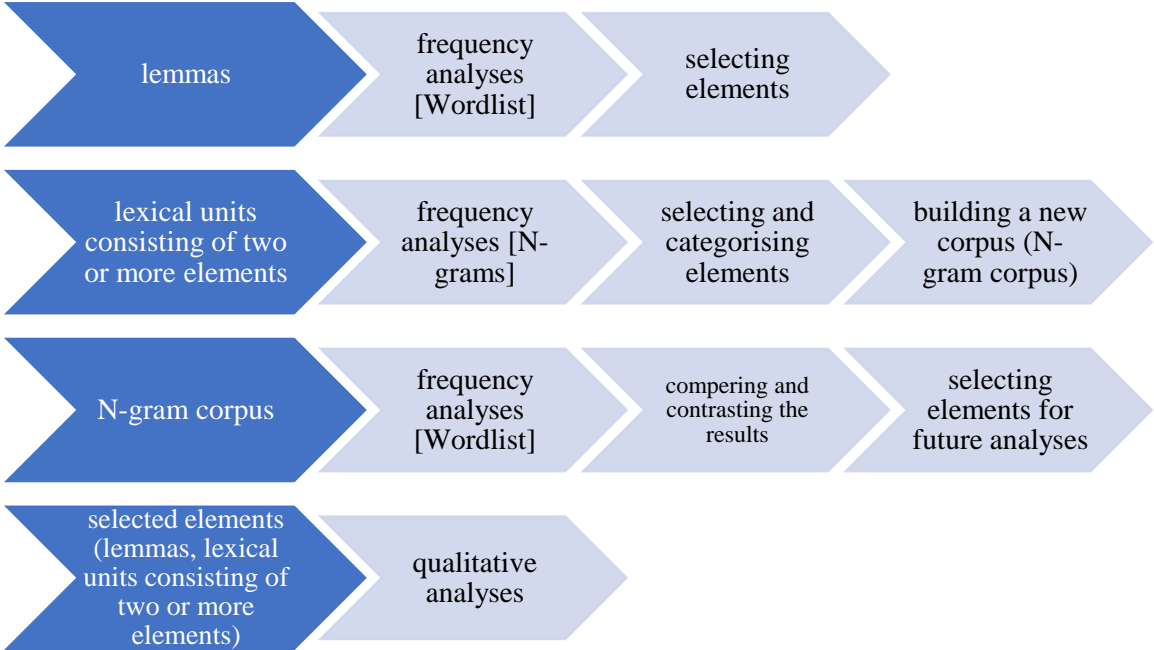 lemmas
frequency
analyses
[Wordlist]
selecting
elements
lexical units
consisting of two
or more elements
frequency
analyses [N-
grams]
selecting and
categorising
elements
building a new
corpus (N-
gram corpus)
N-gram corpus
frequency
analyses
[Wordlist]
compering and
contrasting the
results
selecting
elements for
future analyses
selected elements
(lemmas, lexical
units consisting of
two or more
elements)
qualitative
analyses